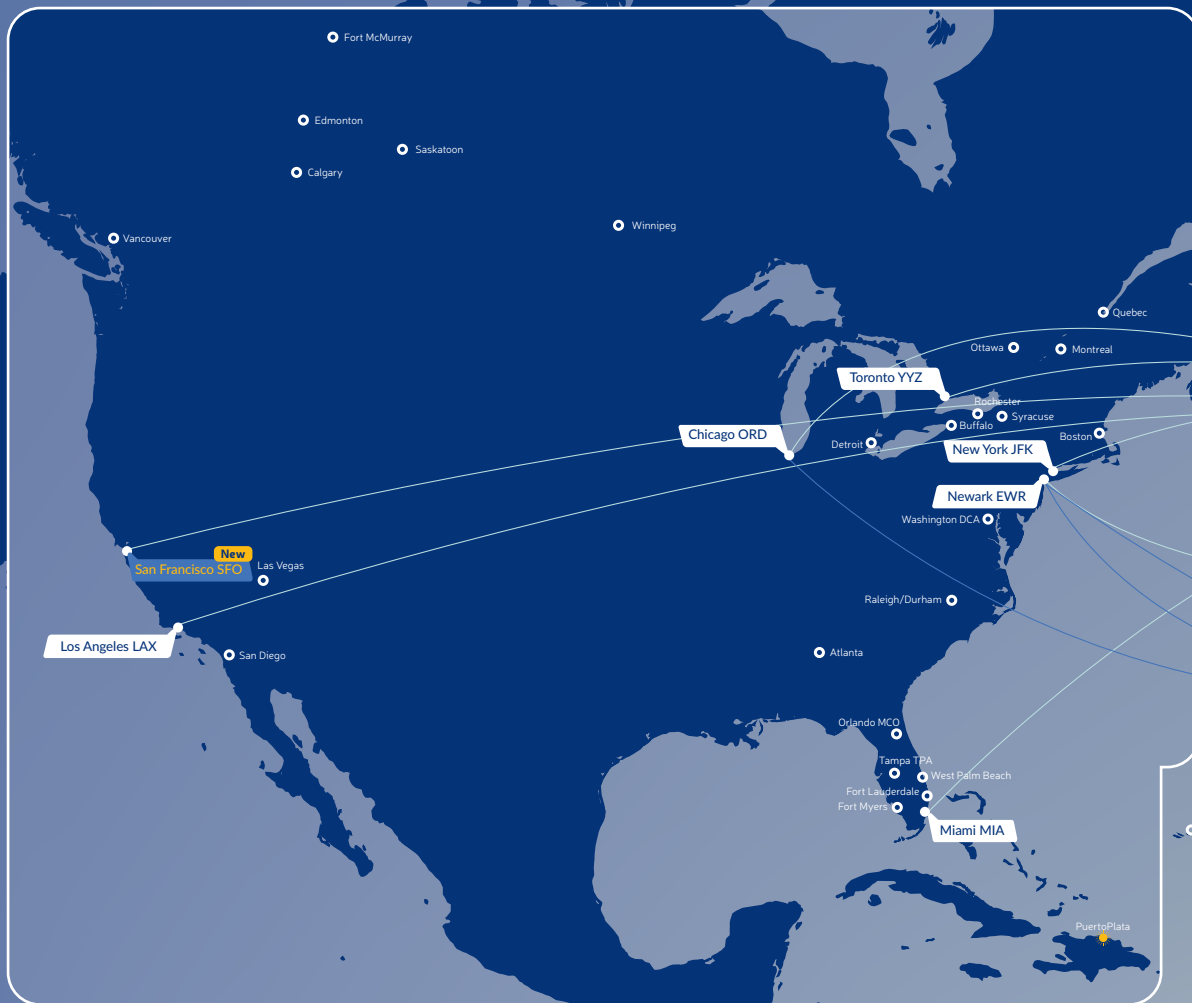 Fort McMurray
Edmonton
Saskatoon
Calgary
Winnipeg
Vancouver
Quebec
Ottawa
Montreal
Toronto YYZ
Rochester
Syracuse
Buffalo
Chicago ORD
Boston
Detroit
New York JFK
Newark EWR
Washington DCA
New
San Francisco SFO
Las Vegas
Raleigh/Durham
Los Angeles LAX
San Diego
Atlanta
Orlando MCO
Tampa TPA
West Palm Beach
Fort Lauderdale
Fort Myers
Miami MIA
PuertoPlata